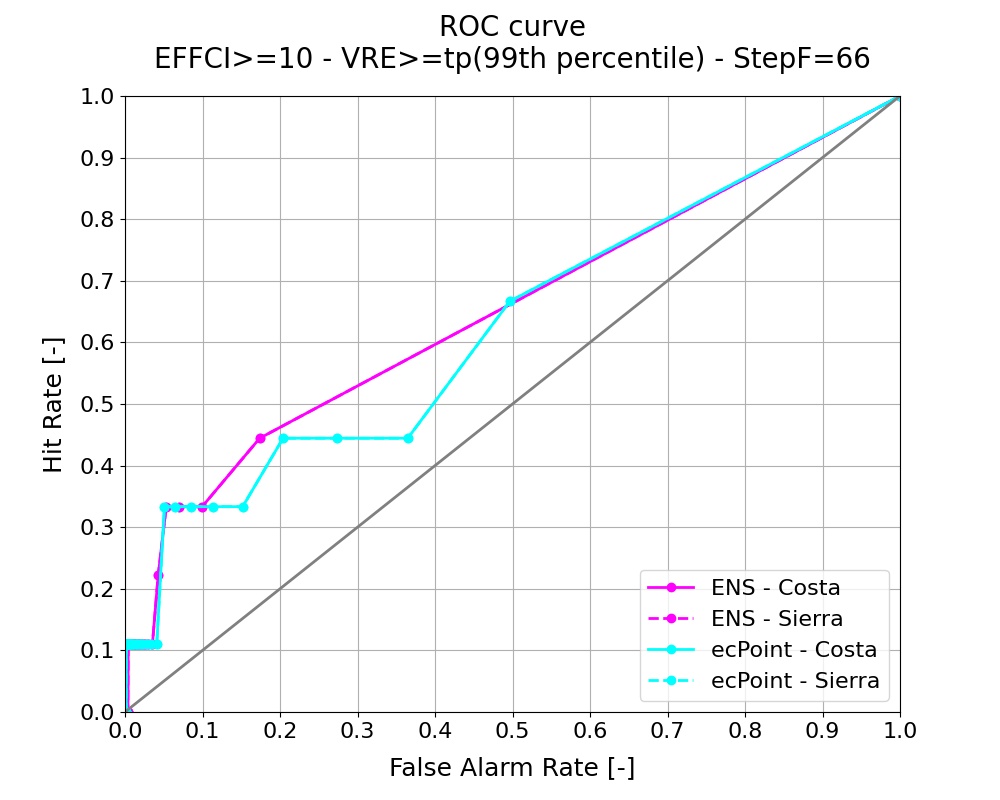 ROC curve
EFFCI>=10 - VRE>=tp(99th percentile) - StepF=66
1.0
0.9
0.8
0.7
0.6
0.5
0.4
0.3
0.2
0.1
0.0
Hit Rate [-]
ENS - Costa
ENS - Sierra
ecPoint - Costa
ecPoint - Sierra
0.0 0.1 0.2 0.3 0.4 0.5 0.6 0.7 0.8 0.9 1.0
False Alarm Rate [-]